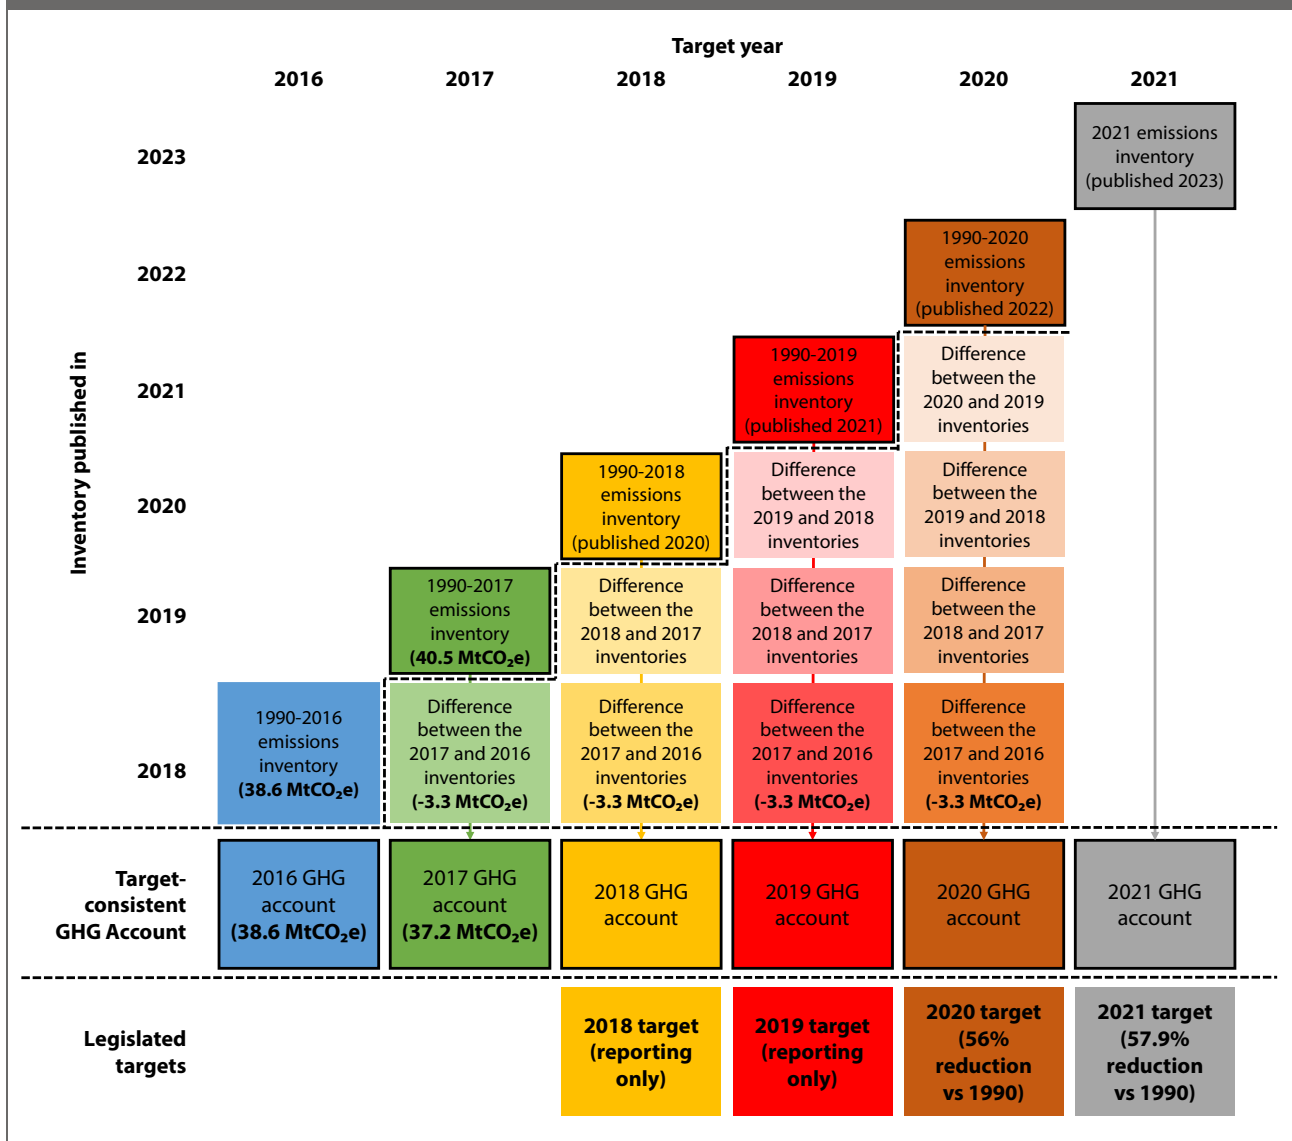 Target year
2016
2017
2018
2019
2020
2021
Inventory published in
2023
2021 emissions
inventory
(published 2023)
2022
1990-2020
emissions
inventory
(published 2022)
2021
1990-2019
emissions
inventory
(published 2021)
Difference
between the
2020 and 2019
inventories
2020
1990-2018
emissions
inventory
(published 2020)
Difference
between the
2019 and 2018
inventories
Difference
between the
2019 and 2018
inventories
2019
1990-2017
emissions
inventory
(40.5 MtCO₂e)
Difference
between the
2018 and 2017
inventories
Difference
between the
2018 and 2017
inventories
Difference
between the
2018 and 2017
inventories
2018
1990-2016
emissions
inventory
(38.6 MtCO₂e)
Difference
between the
2017 and 2016
inventories
(-3.3 MtCO₂e)
Difference
between the
2017 and 2016
inventories
(-3.3 MtCO₂e)
Difference
between the
2017 and 2016
inventories
(-3.3 MtCO₂e)
Difference
between the
2017 and 2016
inventories
(-3.3 MtCO₂e)
Target-
consistent
GHG Account
2016 GHG
account
(38.6 MtCO₂e)
2017 GHG
account
(37.2 MtCO₂e)
2018 GHG
account
2019 GHG
account
2020 GHG
account
2021 GHG
account
Legislated
targets
2018 target
(reporting
only)
2019 target
(reporting
only)
2020 target
(56%
reduction
vs 1990)
2021 target
(57.9%
reduction
vs 1990)